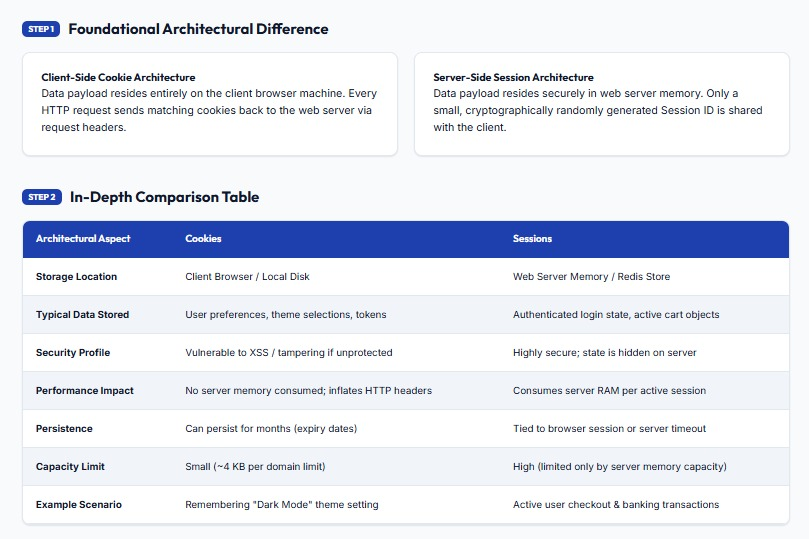 STEP 1 Foundational Architectural Difference
Client-Side Cookie Architecture
Data payload resides entirely on the client browser machine. Every
HTTP request sends matching cookies back to the web server via
request headers.
Server-Side Session Architecture
Data payload resides securely in web server memory. Only a
small, cryptographically randomly generated Session ID is shared
with the client.
STEP 2 In-Depth Comparison Table
Architectural Aspect Cookies Sessions
Storage Location Client Browser / Local Disk Web Server Memory / Redis Store
Typical Data Stored User preferences, theme selections, tokens Authenticated login state, active cart objects
Security Profile Vulnerable to XSS / tampering if unprotected Highly secure; state is hidden on server
Performance Impact No server memory consumed; inflates HTTP headers Consumes server RAM per active session
Persistence Can persist for months (expiry dates) Tied to browser session or server timeout
Capacity Limit Small (~4 KB per domain limit) High (limited only by server memory capacity)
Example Scenario Remembering "Dark Mode" theme setting Active user checkout & banking transactions